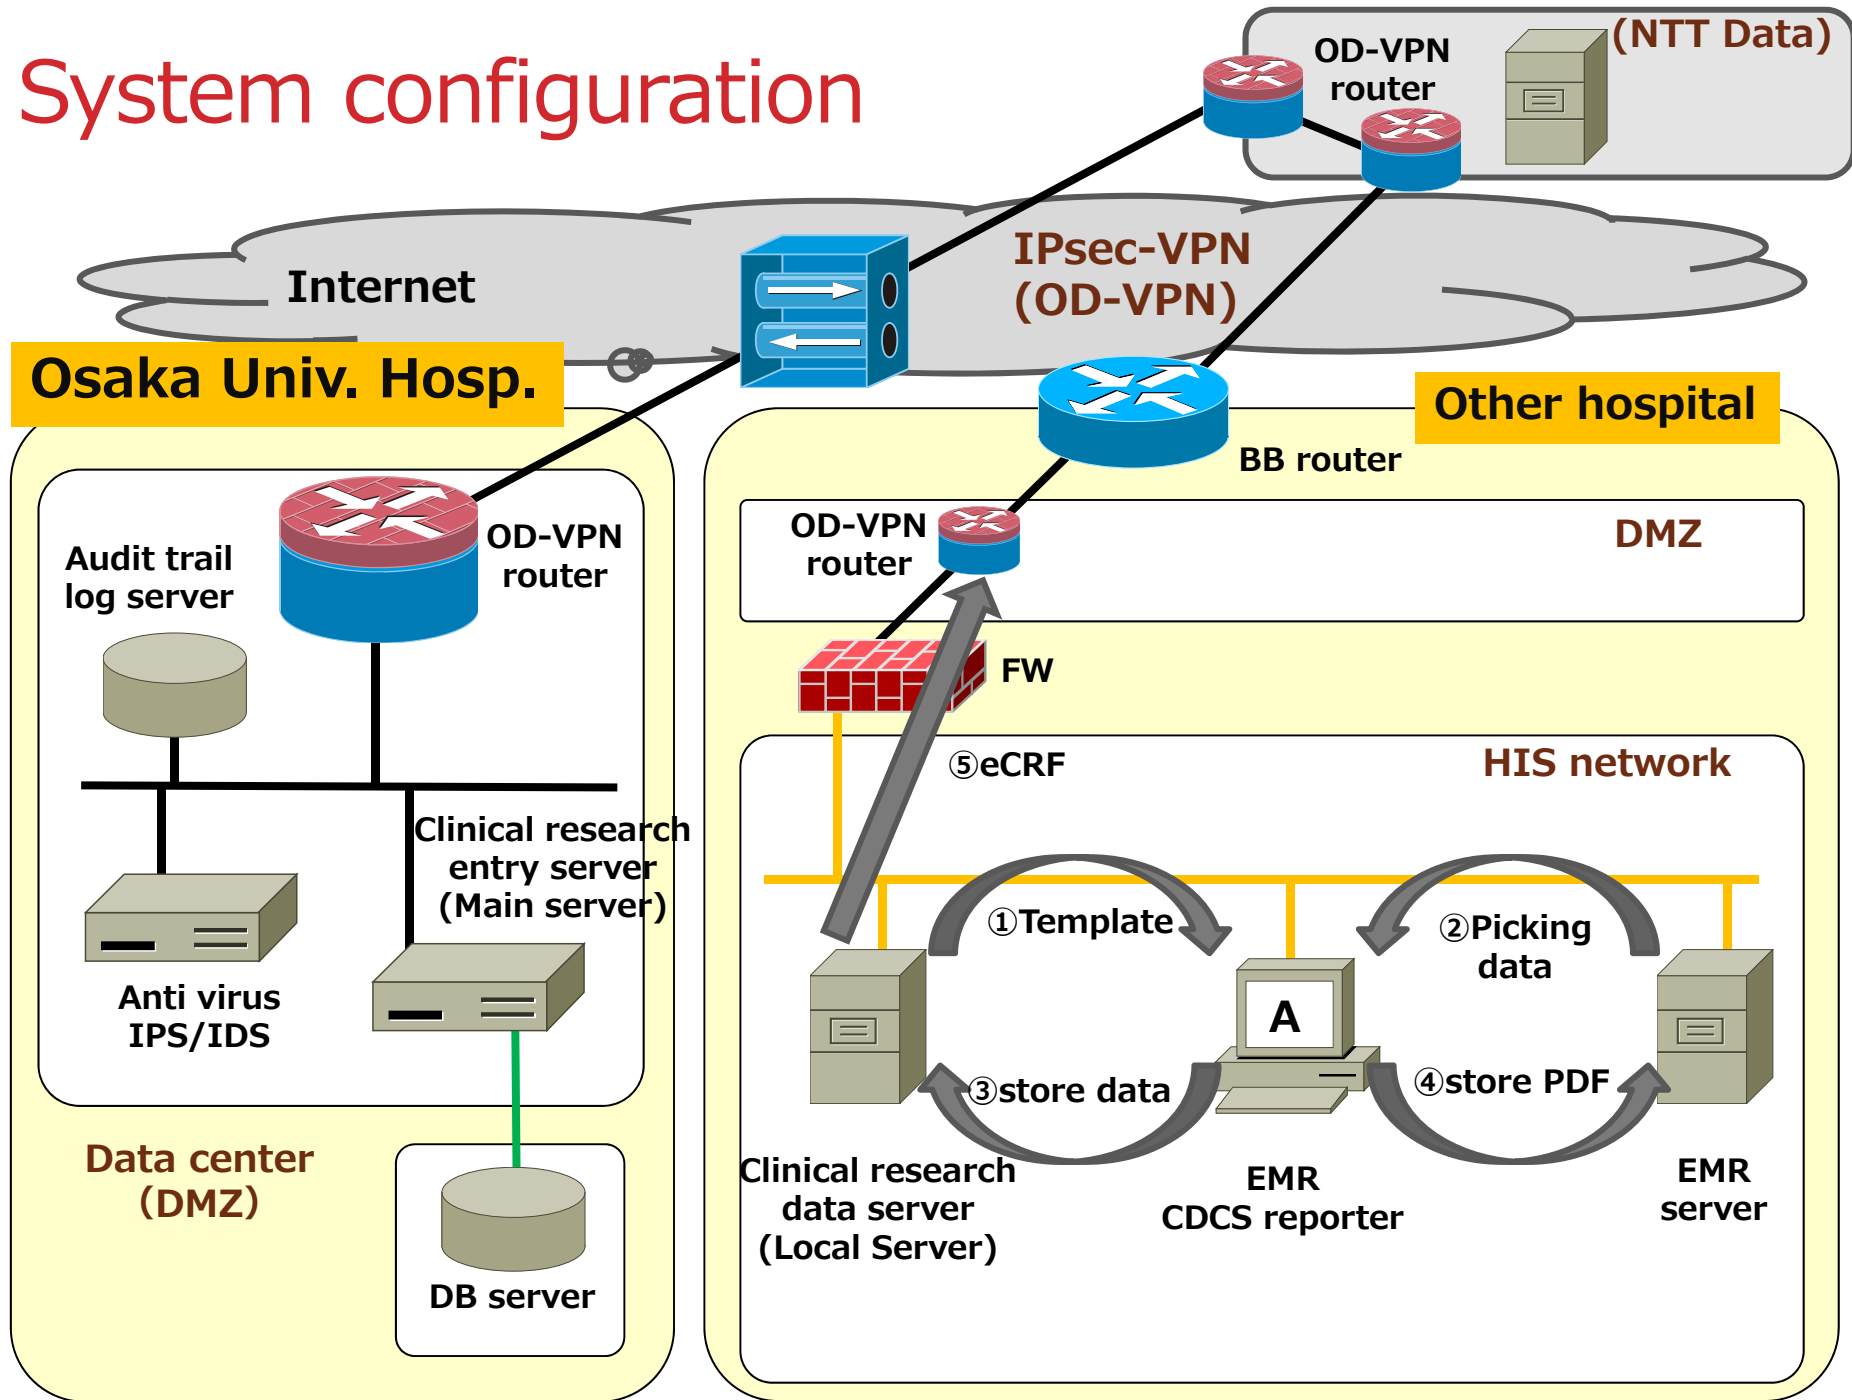 System configuration
(NTT Data)
OD-VPN
router
Internet
IPsec-VPN
(OD-VPN)
Osaka Univ. Hosp.
OD-VPN
router
Audit trail
log server
Clinical research
entry server
(Main server)
Anti virus
IPS/IDS
Data center
(DMZ)
DB server
Other hospital
BB router
OD-VPN
router
DMZ
FW
⑤eCRF
HIS network
①Template
②Picking
data
A
③store data
④store PDF
Clinical research
data server
(Local Server)
EMR
CDCS reporter
EMR
server